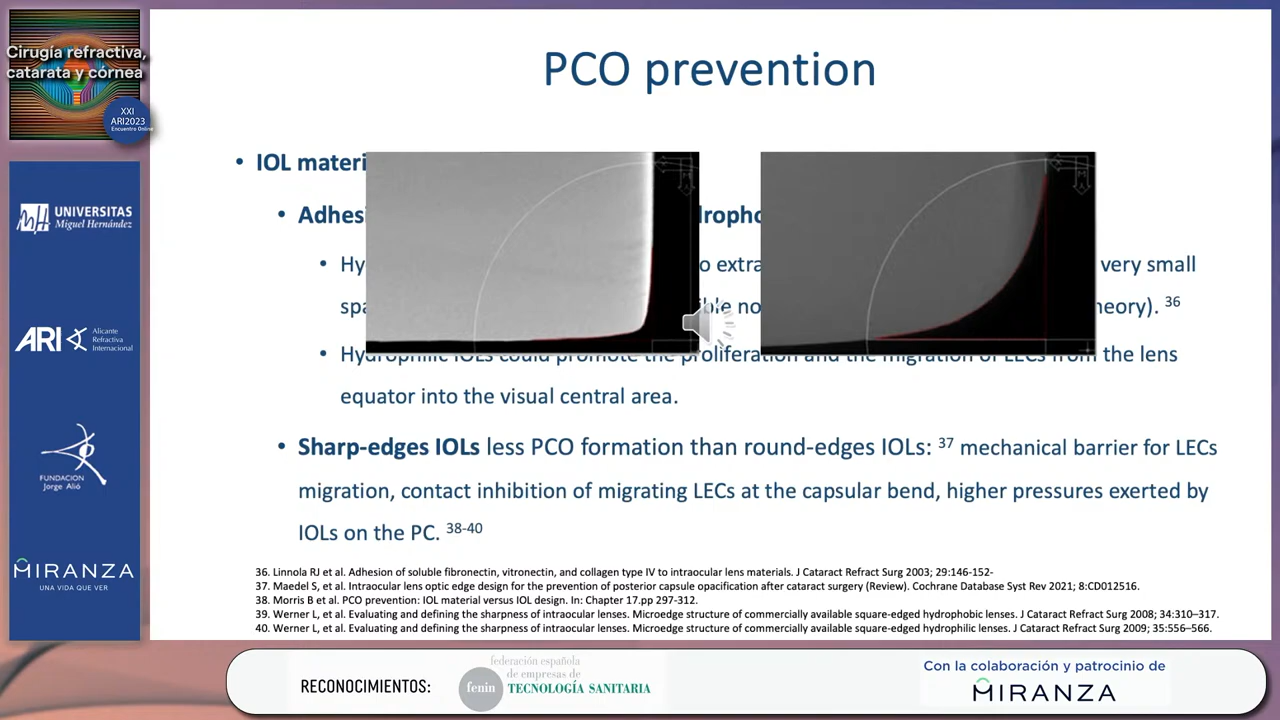 Cirugía refractiva,
catarata y córnea
XXI
ARI2023
Encuentro Online
UNIVERSITAS
Miguel Hernández
ARI
Alicante
Refractiva
Internacional
FUNDACION
Jorge Alió
MIRANZA
UNA VIDA QUE VER
PCO prevention
• IOL materi
• Adhes dropho
• Hy o extra very small
spa ble no heory). 36
• Hydrophilic IOLs could promote the proliferation and the migration of LECs from the lens
equator into the visual central area.
• Sharp-edges IOLs less PCO formation than round-edges IOLs: 37 mechanical barrier for LECs
migration, contact inhibition of migrating LECs at the capsular bend, higher pressures exerted by
IOLs on the PC. 38-40
36. Linnola RJ et al. Adhesion of soluble fibronectin, vitronectin, and collagen type IV to intraocular lens materials. J Cataract Refract Surg 2003; 29:146-152-
37. Maedel S, et al. Intraocular lens optic edge design for the prevention of posterior capsule opacification after cataract surgery (Review). Cochrane Database Syst Rev 2021; 8:CD012516.
38. Morris B et al. PCO prevention: IOL material versus IOL design. In: Chapter 17.pp 297-312.
39. Werner L, et al. Evaluating and defining the sharpness of intraocular lenses. Microedge structure of commercially available square-edged hydrophobic lenses. J Cataract Refract Surg 2008; 34:310–317.
40. Werner L, et al. Evaluating and defining the sharpness of intraocular lenses. Microedge structure of commercially available square-edged hydrophilic lenses. J Cataract Refract Surg 2009; 35:556–566.
RECONOCIMIENTOS:
fenin
federación española
de empresas de
TECNOLOGÍA SANITARIA
Con la colaboración y patrocinio de
MIRANZA